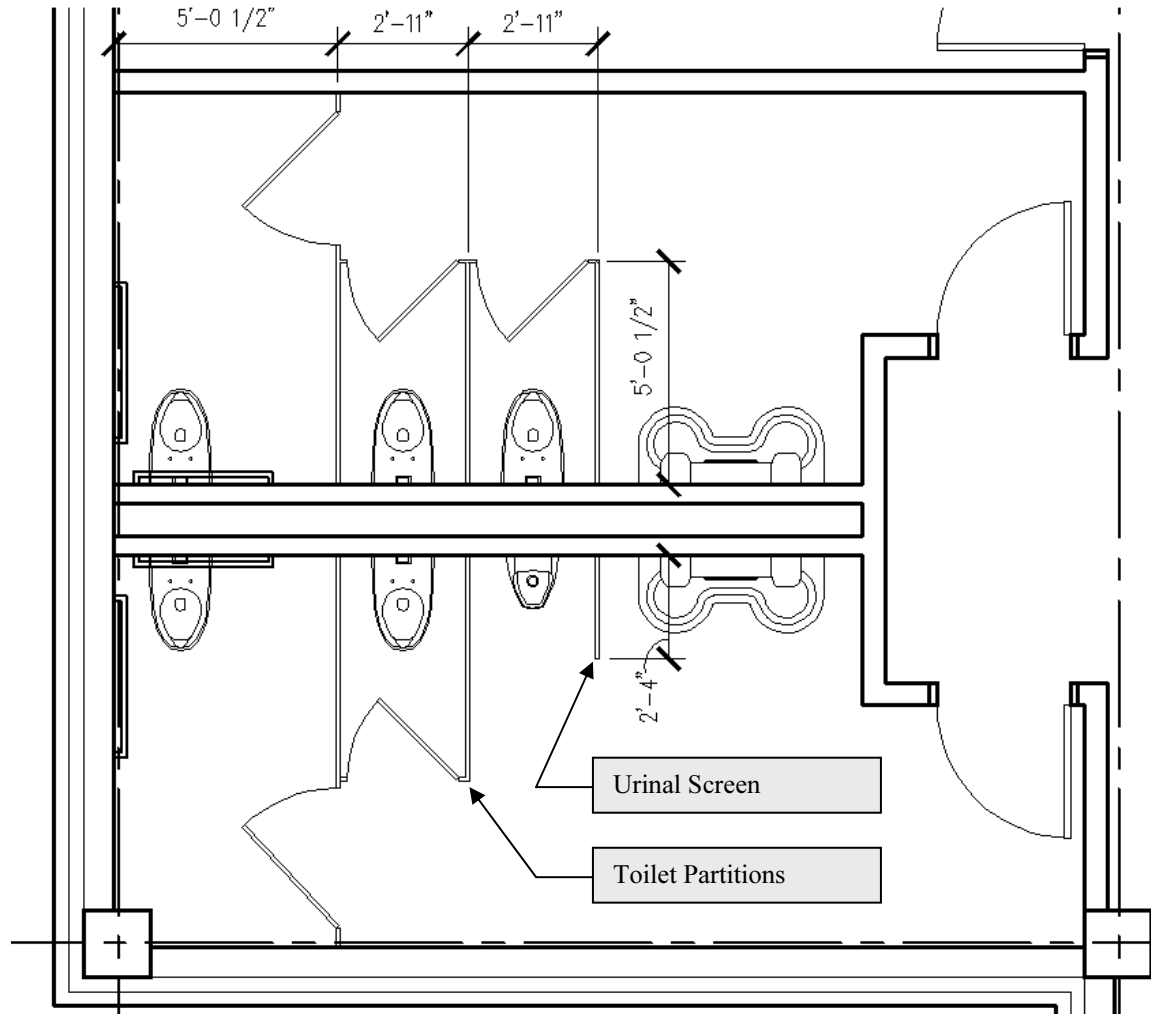 5'-0 1/2"
2'-11"
2'-11"
5'-0 1/2"
2'-4"
Urinal Screen
Toilet Partitions